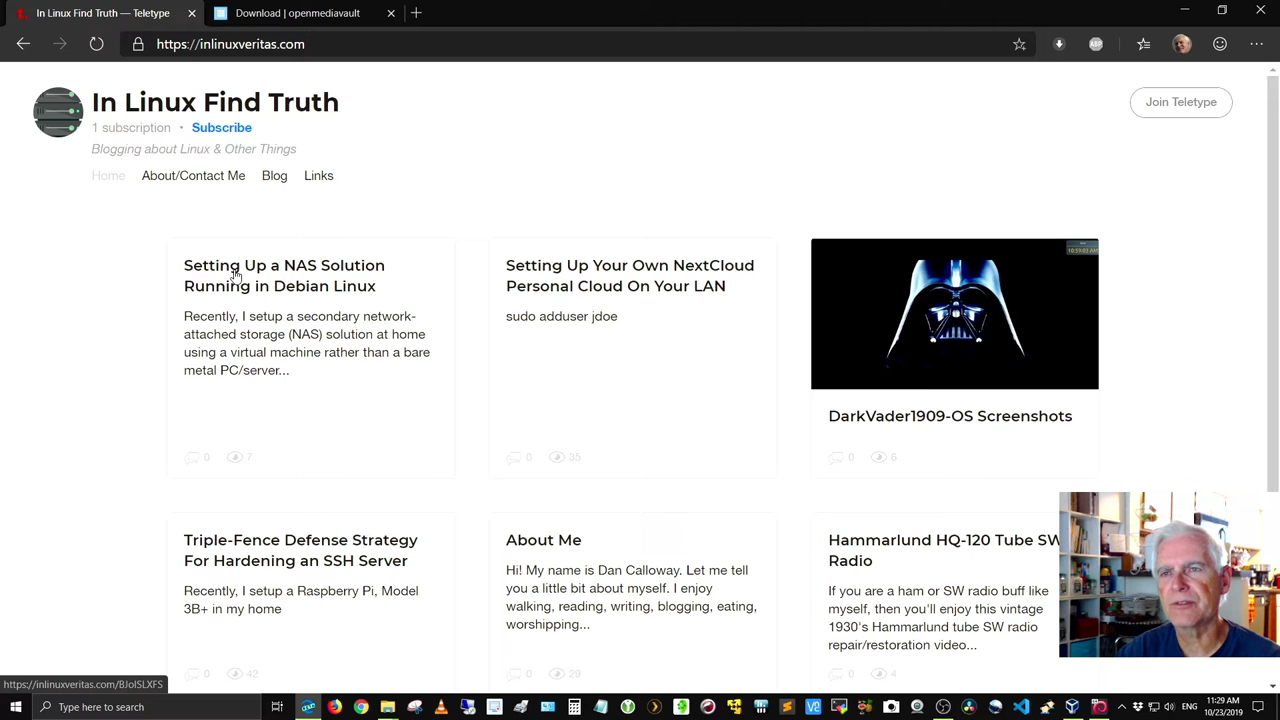 In Linux Find Truth — Teletype
Download | openmediavault
https://inlinuxveritas.com
ABP
In Linux Find Truth
Join Teletype
1 subscription • Subscribe
Blogging about Linux & Other Things
Home About/Contact Me Blog Links
Setting Up a NAS Solution
Running in Debian Linux
Recently, I setup a secondary network-
attached storage (NAS) solution at home
using a virtual machine rather than a bare
metal PC/server...
0 7
Setting Up Your Own NextCloud
Personal Cloud On Your LAN
sudo adduser jdoe
0 35
DarkVader1909-OS Screenshots
0 6
Triple-Fence Defense Strategy
For Hardening an SSH Server
Recently, I setup a Raspberry Pi, Model
3B+ in my home
0 42
About Me
Hi! My name is Dan Calloway. Let me tell
you a little bit about myself. I enjoy
walking, reading, writing, blogging, eating,
worshipping...
0 29
Hammarlund HQ-120 Tube SW
Radio
If you are a ham or SW radio buff like
myself, then you'll enjoy this vintage
1930's Hammarlund tube SW radio
repair/restoration video...
0 4
https://inlinuxveritas.com/BJoISLXFS
Type here to search
11:29 AM
10/23/2019